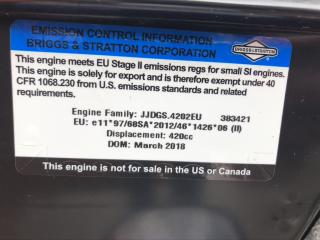 EMISSION CONTROL INFORMATION
BRIGGS & STRATTON CORPORATION
BRIGGS & STRATTON
This engine meets EU Stage II emissions regs for small SI engines.
This engine is solely for export and is therefore exempt under 40
CFR 1068.230 from U.S. emissions standards and related
requirements.
Engine Family: JJDGS.4202EU 383421
EU: e11*97/68SA*2012/46*1426*06 (II)
Displacement: 420cc
DOM: March 2018
This engine is not for sale in the US or Canada